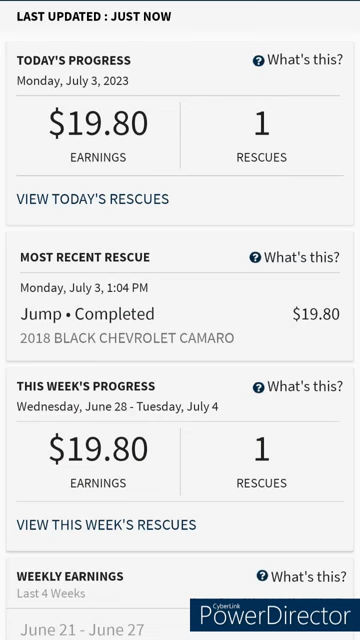 LAST UPDATED : JUST NOW
TODAY'S PROGRESS
? What's this?
Monday, July 3, 2023
$19.80 1
EARNINGS RESCUES
VIEW TODAY'S RESCUES
MOST RECENT RESCUE
? What's this?
Monday, July 3, 1:04 PM
Jump • Completed $19.80
2018 BLACK CHEVROLET CAMARO
THIS WEEK'S PROGRESS
? What's this?
Wednesday, June 28 - Tuesday, July 4
$19.80 1
EARNINGS RESCUES
VIEW THIS WEEK'S RESCUES
WEEKLY EARNINGS
? What's this?
Last 4 Weeks
CyberLink
PowerDirector
June 21 - June 27